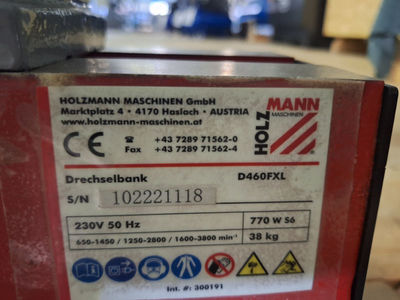 HOLZMANN MASCHINEN GmbH
Marktplatz 4 • 4170 Haslach • AUSTRIA
www.holzmann-maschinen.at
CE
☎ +43 7289 71562-0
Fax +43 7289 71562-4
HOLZ
MANN
MASCHINEN
Drechselbank D460FXL
S/N 102221118
230V 50 Hz 770 W S6
650-1450 / 1250-2800 / 1600-3800 min⁻¹ 38 kg
Int. #: 300191